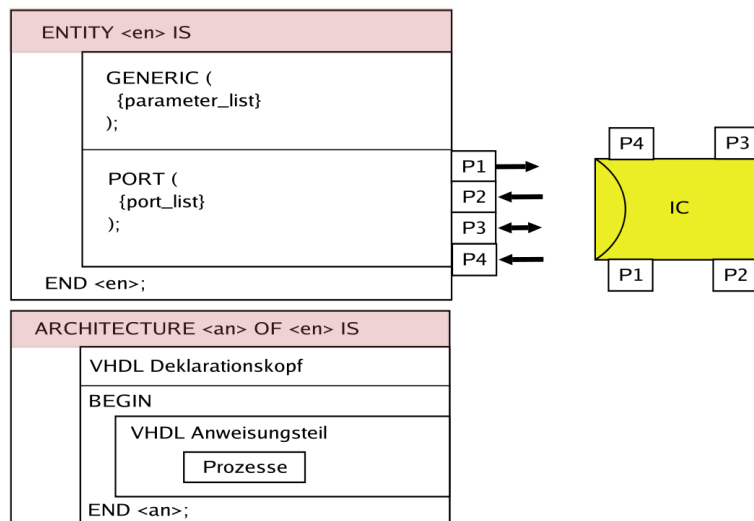 ENTITY <en> IS
GENERIC (
{parameter_list}
);
PORT (
{port_list}
);
END <en>;
P1
P2
P3
P4
P4
P3
IC
P1
P2
ARCHITECTURE <an> OF <en> IS
VHDL Deklarationskopf
BEGIN
VHDL Anweisungsteil
Prozesse
END <an>;